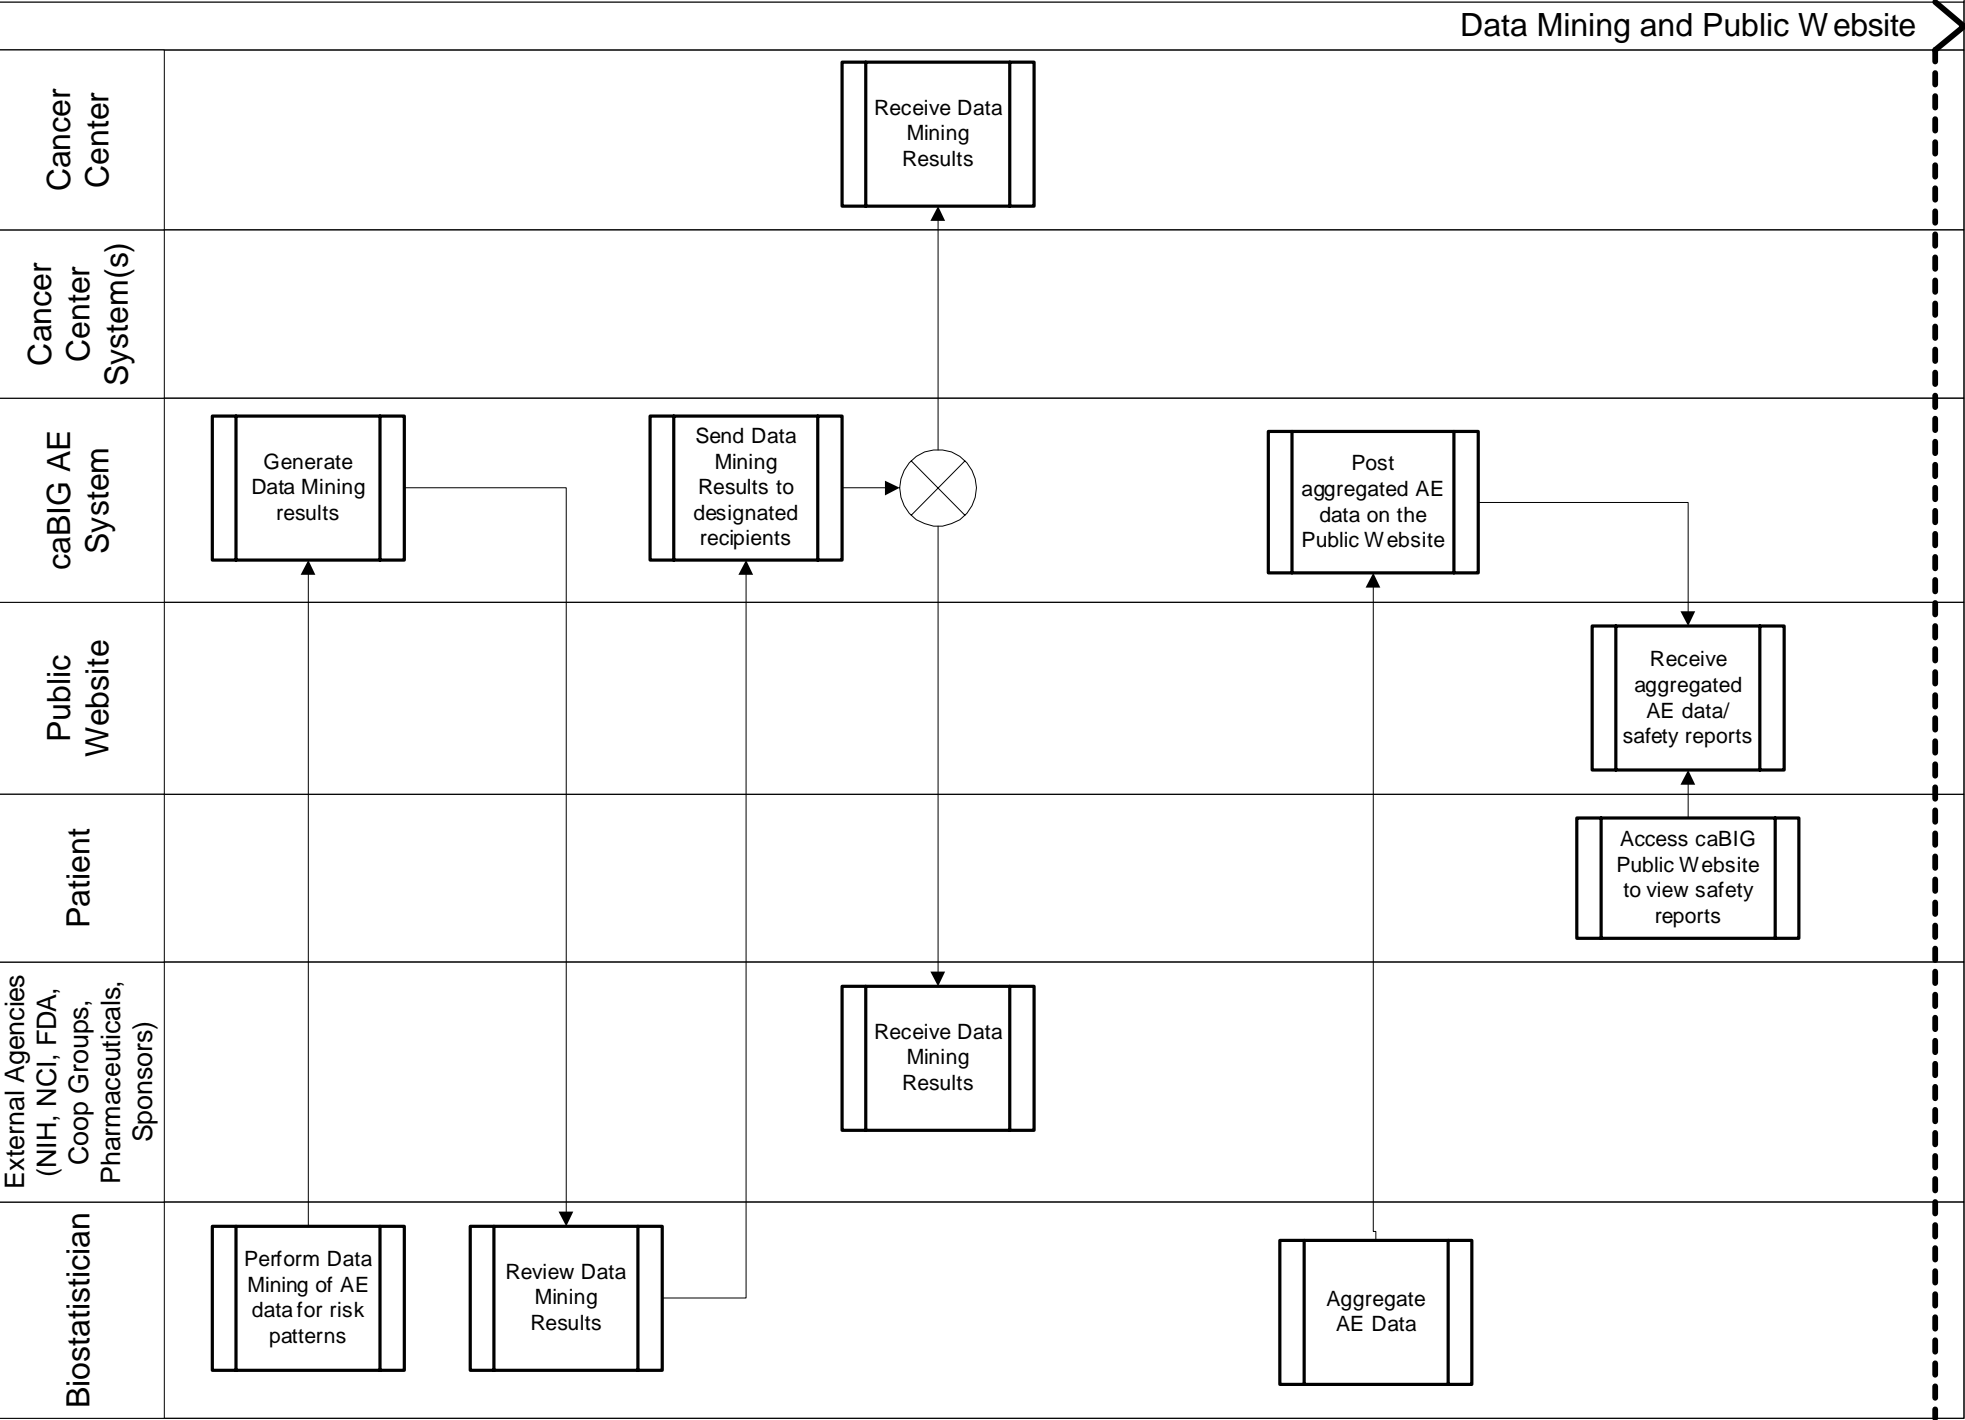 Data Mining and Public Website
Cancer
Center
Receive Data
Mining
Results
Cancer
Center
System(s)
caBIG AE
System
Generate
Data Mining
results
Send Data
Mining
Results to
designated
recipients
Post
aggregated AE
data on the
Public Website
Public
Website
Receive
aggregated
AE data/
safety reports
Patient
Access caBIG
Public Website
to view safety
reports
External Agencies
(NIH, NCI, FDA,
Coop Groups,
Pharmaceuticals,
Sponsors)
Receive Data
Mining
Results
Biostatistician
Perform Data
Mining of AE
data for risk
patterns
Review Data
Mining
Results
Aggregate
AE Data